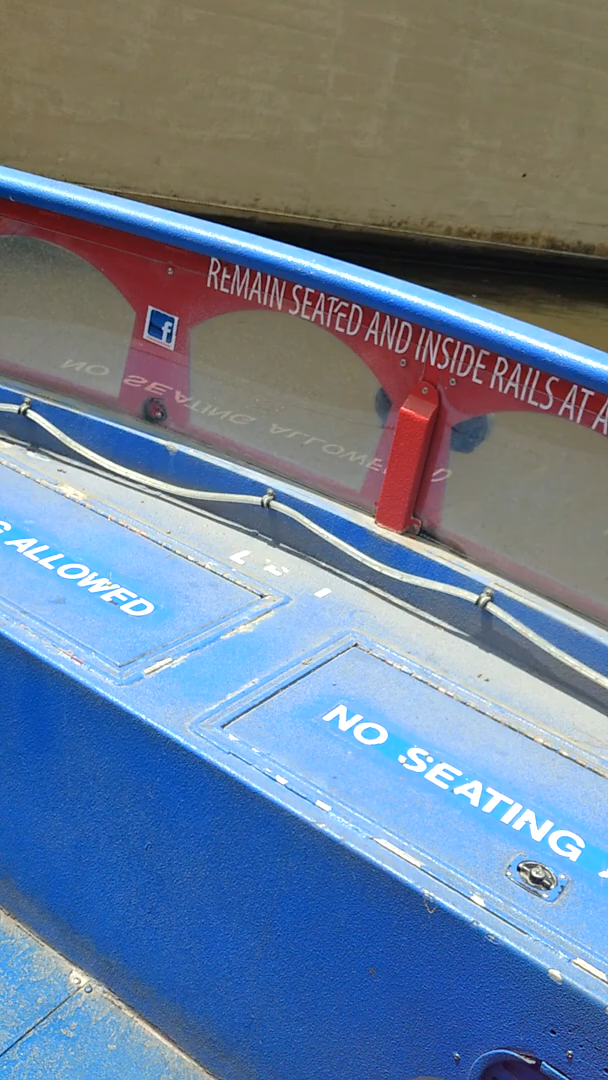 REMAIN SEATED AND INSIDE RAILS AT A
f
NO SEATING ALLOWED
G ALLOWED
NO SEATING